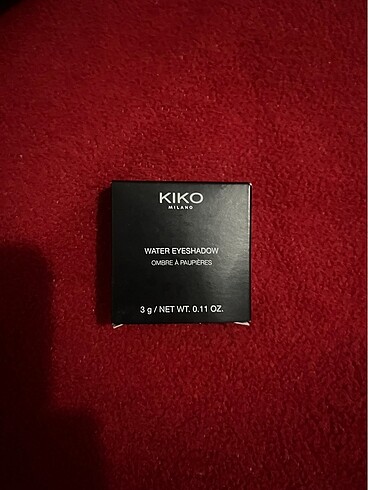 KIKO
MILANO
WATER EYESHADOW
OMBRE À PAUPIÈRES
3 g / NET WT. 0.11 OZ.